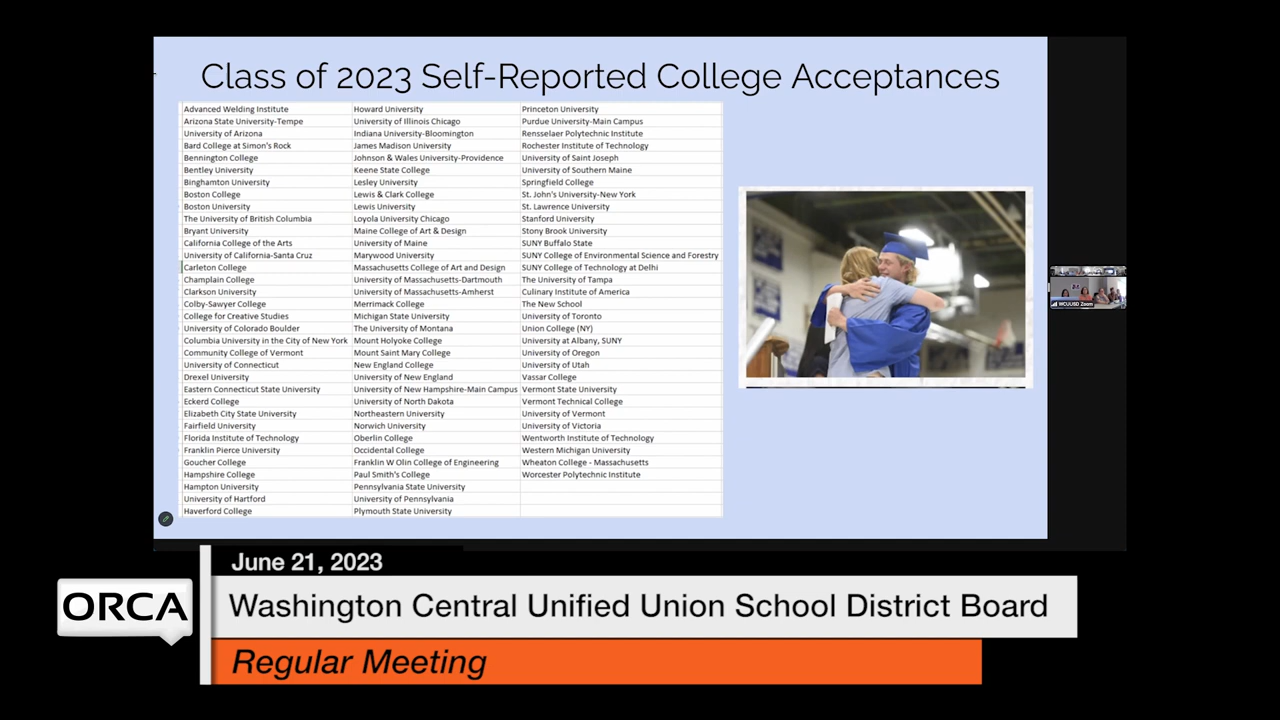 Class of 2023 Self-Reported College Acceptances
Advanced Welding Institute
Arizona State University-Tempe
University of Arizona
Bard College at Simon's Rock
Bennington College
Bentley University
Binghamton University
Boston College
Boston University
The University of British Columbia
Bryant University
California College of the Arts
University of California-Santa Cruz
Carleton College
Champlain College
Clarkson University
Colby-Sawyer College
College for Creative Studies
University of Colorado Boulder
Columbia University in the City of New York
Community College of Vermont
University of Connecticut
Drexel University
Eastern Connecticut State University
Eckerd College
Elizabeth City State University
Fairfield University
Florida Institute of Technology
Franklin Pierce University
Goucher College
Hampshire College
Hampton University
University of Hartford
Haverford College
Howard University
University of Illinois Chicago
Indiana University-Bloomington
James Madison University
Johnson & Wales University-Providence
Keene State College
Lesley University
Lewis & Clark College
Lewis University
Loyola University Chicago
Maine College of Art & Design
University of Maine
Marywood University
Massachusetts College of Art and Design
University of Massachusetts-Dartmouth
University of Massachusetts-Amherst
Merrimack College
Michigan State University
The University of Montana
Mount Holyoke College
Mount Saint Mary College
New England College
University of New England
University of New Hampshire-Main Campus
University of North Dakota
Northeastern University
Norwich University
Oberlin College
Occidental College
Franklin W Olin College of Engineering
Paul Smith's College
Pennsylvania State University
University of Pennsylvania
Plymouth State University
Princeton University
Purdue University-Main Campus
Rensselaer Polytechnic Institute
Rochester Institute of Technology
University of Saint Joseph
University of Southern Maine
Springfield College
St. John's University-New York
St. Lawrence University
Stanford University
Stony Brook University
SUNY Buffalo State
SUNY College of Environmental Science and Forestry
SUNY College of Technology at Delhi
The University of Tampa
Culinary Institute of America
The New School
University of Toronto
Union College (NY)
University at Albany, SUNY
University of Oregon
University of Utah
Vassar College
Vermont State University
Vermont Technical College
University of Vermont
University of Victoria
Wentworth Institute of Technology
Western Michigan University
Wheaton College - Massachusetts
Worcester Polytechnic Institute
WCUUSD Zoom
June 21, 2023
ORCA
Washington Central Unified Union School District Board
Regular Meeting